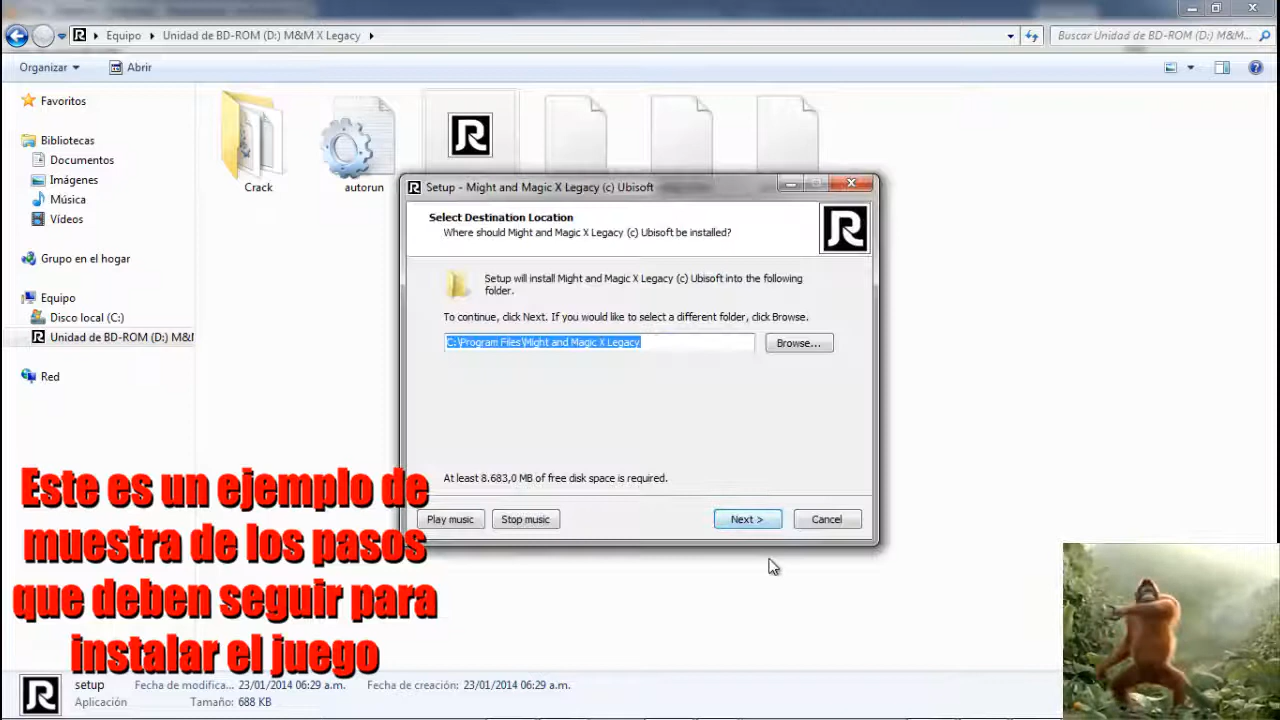 Equipo
Unidad de BD-ROM (D:) M&M X Legacy
Buscar Unidad de BD-ROM (D:) M&M...
Organizar
Abrir
Favoritos
Bibliotecas
Documentos
Imágenes
Música
Vídeos
Grupo en el hogar
Equipo
Disco local (C:)
Unidad de BD-ROM (D:) M&M
Red
Crack
autorun
Setup - Might and Magic X Legacy (c) Ubisoft
Select Destination Location
Where should Might and Magic X Legacy (c) Ubisoft be installed?
Setup will install Might and Magic X Legacy (c) Ubisoft into the following
folder.
To continue, click Next. If you would like to select a different folder, click Browse.
C:\Program Files\Might and Magic X Legacy
Browse...
At least 8.683,0 MB of free disk space is required.
Play music
Stop music
Next >
Cancel
Este es un ejemplo de
muestra de los pasos
que deben seguir para
instalar el juego
setup
Fecha de modifica... 23/01/2014 06:29 a.m.
Fecha de creación: 23/01/2014 06:29 a.m.
Aplicación
Tamaño: 688 KB